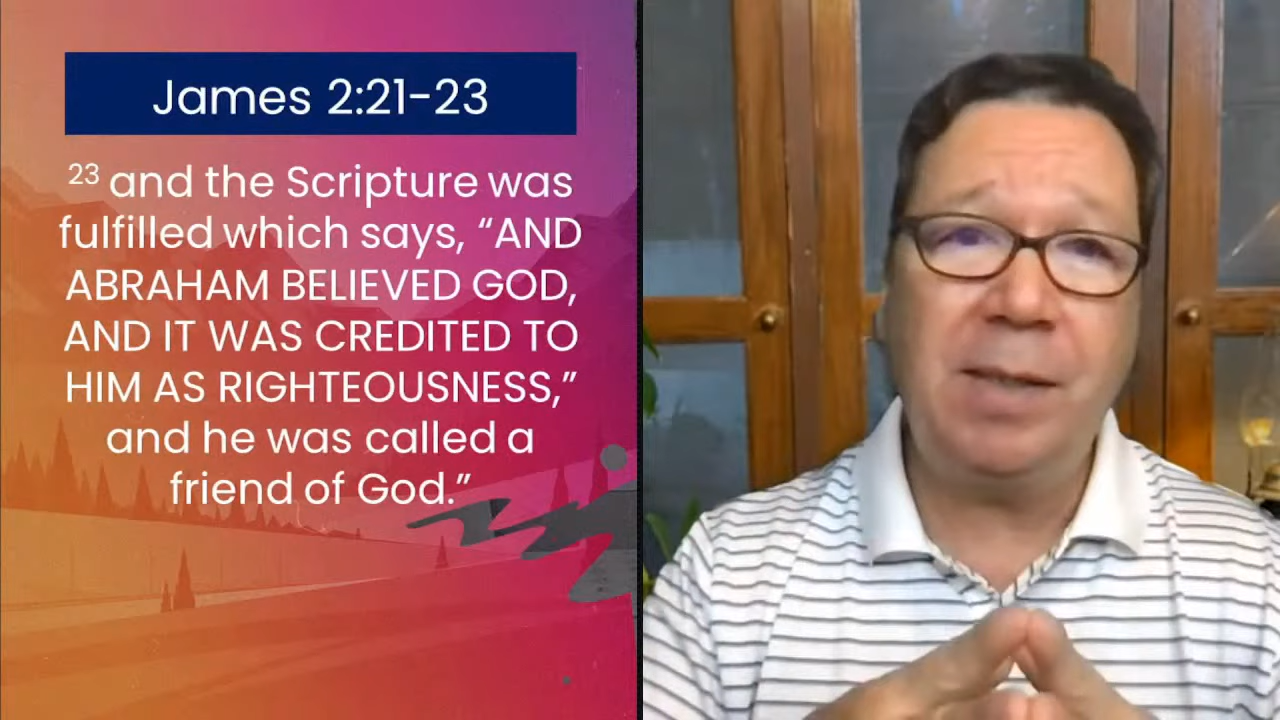 James 2:21-23
23 and the Scripture was
fulfilled which says, “AND
ABRAHAM BELIEVED GOD,
AND IT WAS CREDITED TO
HIM AS RIGHTEOUSNESS,”
and he was called a
friend of God.”